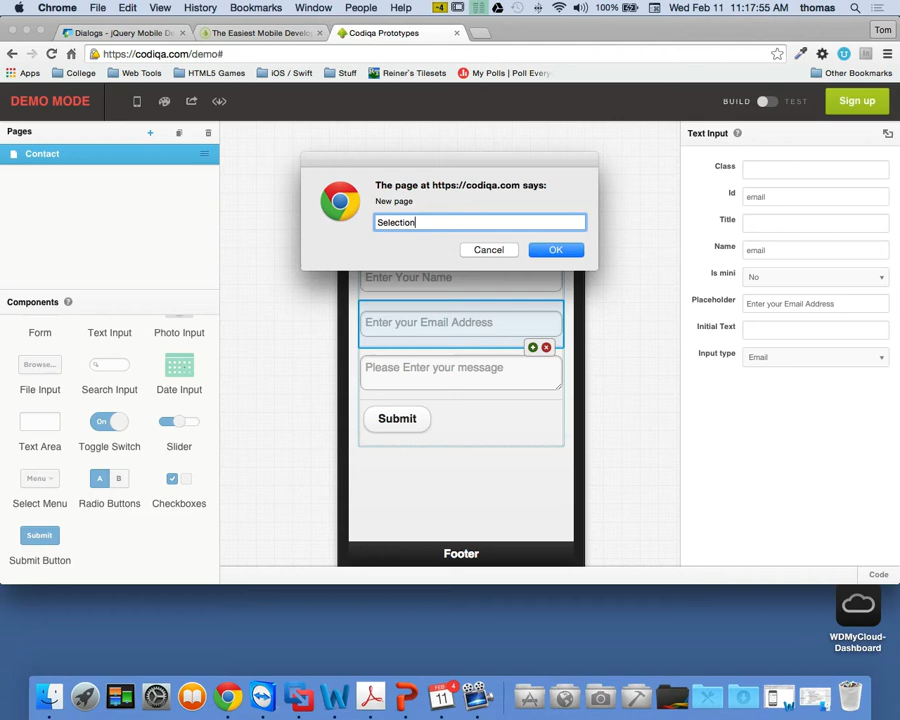 Chrome File Edit View History Bookmarks Window People Help -4 100% Wed Feb 11 11:17:55 AM thomas
Dialogs - jQuery Mobile De × The Easiest Mobile Develo × Codiqa Prototypes × Tom
https://codiqa.com/demo#
Apps College Web Tools HTML5 Games iOS / Swift Stuff Reiner's Tilesets My Polls | Poll Every Other Bookmarks
DEMO MODE BUILD TEST Sign up
Pages +
Contact
The page at https://codiqa.com says:
New page
Selection
Cancel OK
Text Input ?
Class
Id email
Title
Name email
Is mini No
Placeholder Enter your Email Address
Initial Text
Input type Email
Components ?
Form Text Input Photo Input
Browse...
File Input Search Input Date Input
On
Text Area Toggle Switch Slider
Menu A B
Select Menu Radio Buttons Checkboxes
Submit
Submit Button
Enter Your Name
Enter your Email Address
Please Enter your message
Submit
Footer
Code
WDMyCloud-
Dashboard
FEB 11 4